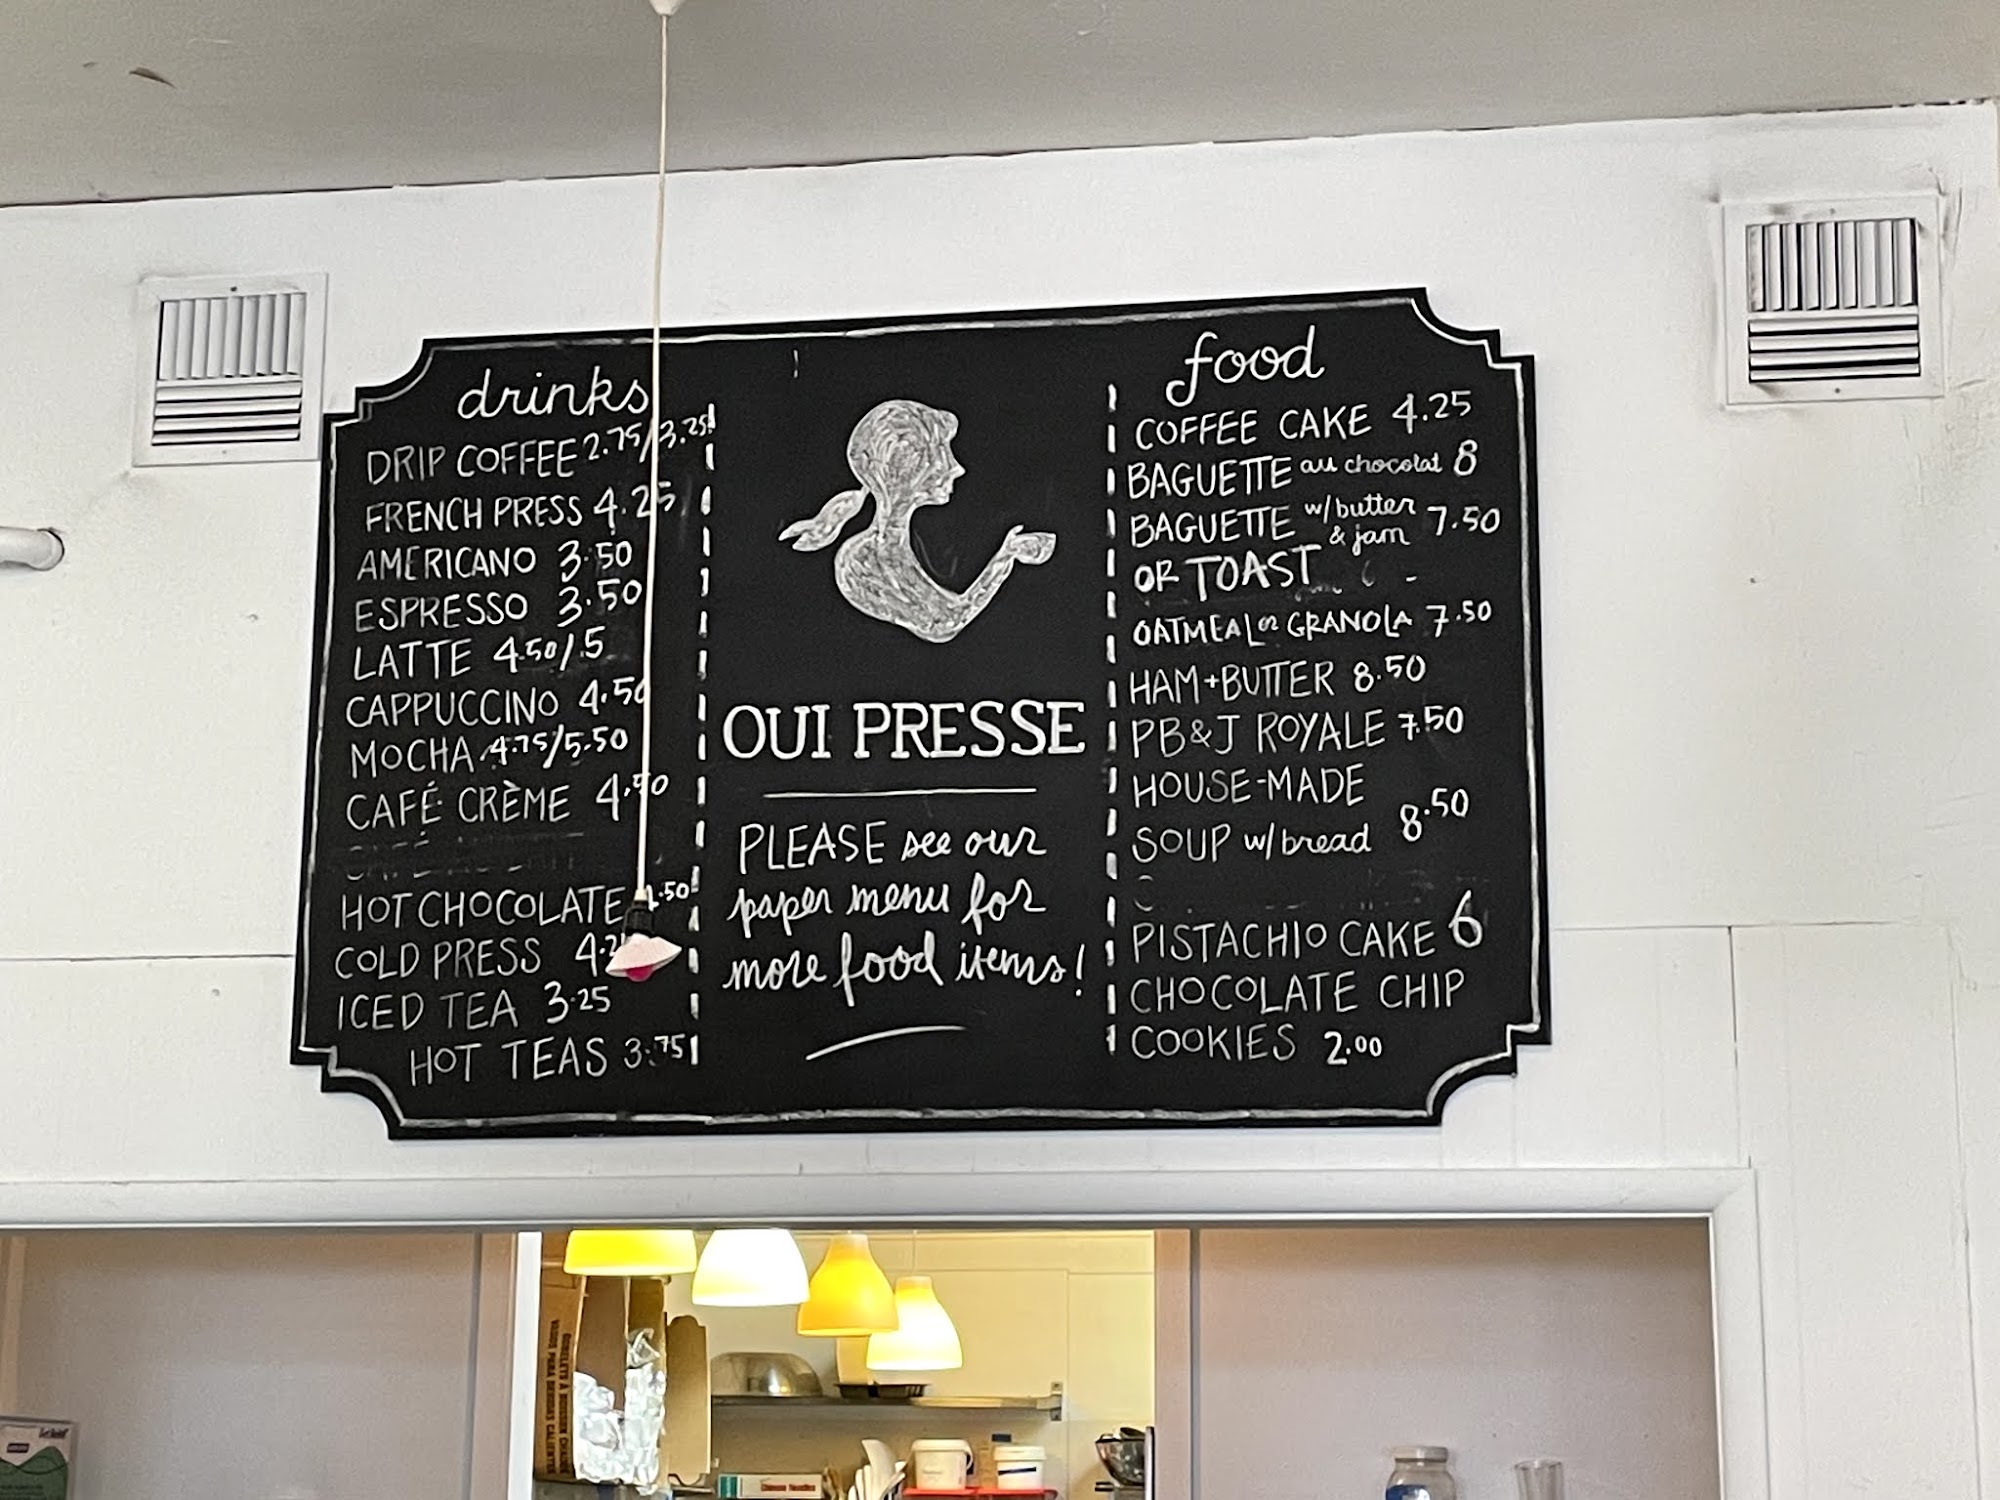 drinks
DRIP COFFEE 2.75/3.25
FRENCH PRESS 4.25
AMERICANO 3.50
ESPRESSO 3.50
LATTE 4.50/.5
CAPPUCCINO 4.50
MOCHA 4.75/5.50
CAFÉ CRÈME 4.50
HOT CHOCOLATE
COLD PRESS
ICED TEA 3.25
HOT TEAS 3.75
OUI PRESSE
PLEASE see our
paper menu for
more food items!
food
COFFEE CAKE 4.25
BAGUETTE au chocolat 8
BAGUETTE w/butter & jam 7.50
OR TOAST
OATMEAL or GRANOLA 7.50
HAM+BUTTER 8.50
PB&J ROYALE 7.50
HOUSE-MADE
SOUP w/bread 8.50
PISTACHIO CAKE 6
CHOCOLATE CHIP
COOKIES 2.00